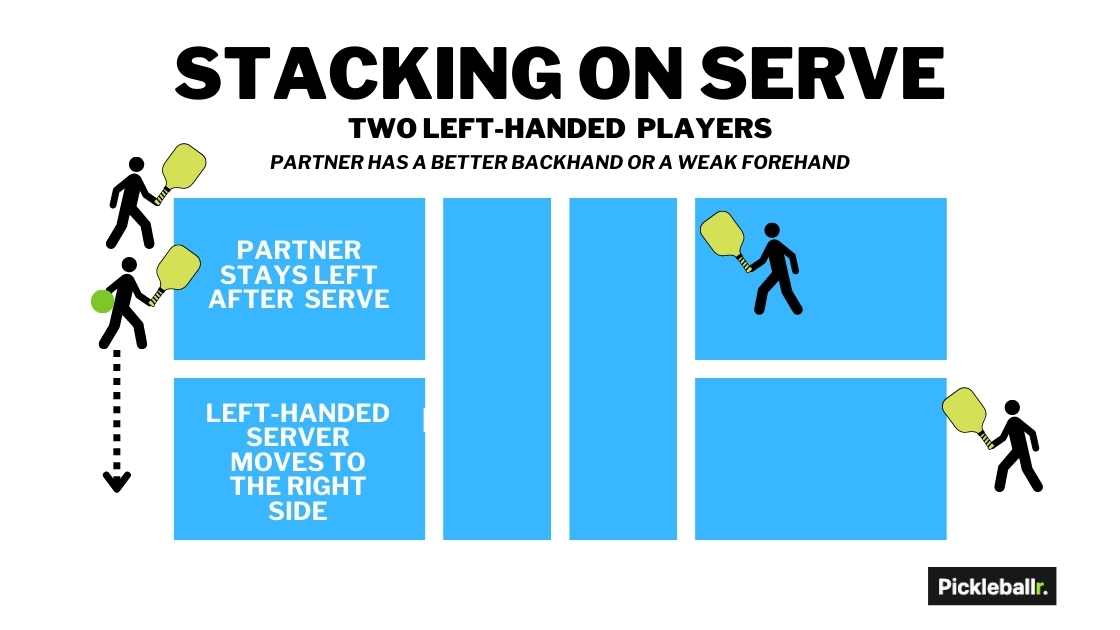 STACKING ON SERVE
TWO LEFT-HANDED PLAYERS
PARTNER HAS A BETTER BACKHAND OR A WEAK FOREHAND
PARTNER
STAYS LEFT
AFTER SERVE
LEFT-HANDED
SERVER
MOVES TO
THE RIGHT
SIDE
Pickleballr.